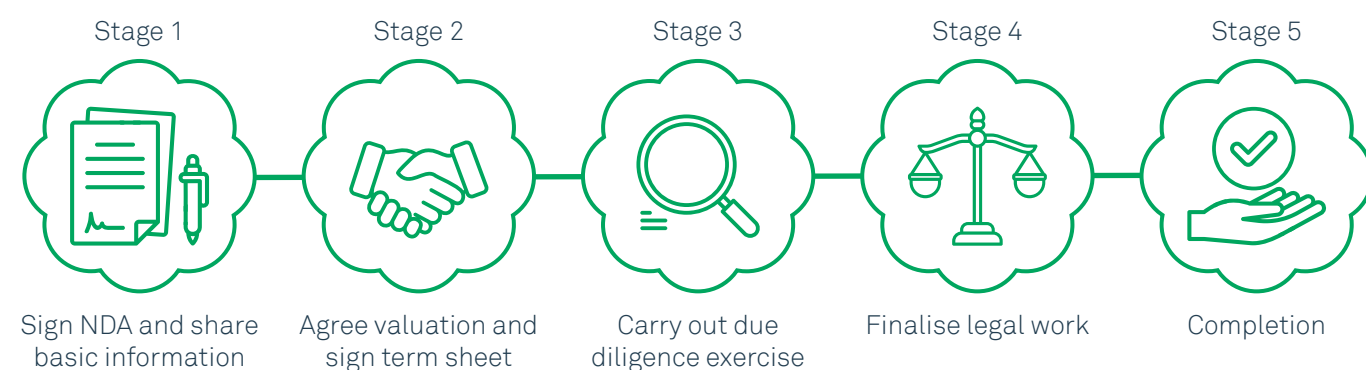 Stage 1
Stage 2
Stage 3
Stage 4
Stage 5
Sign NDA and share
basic information
Agree valuation and
sign term sheet
Carry out due
diligence exercise
Finalise legal work
Completion